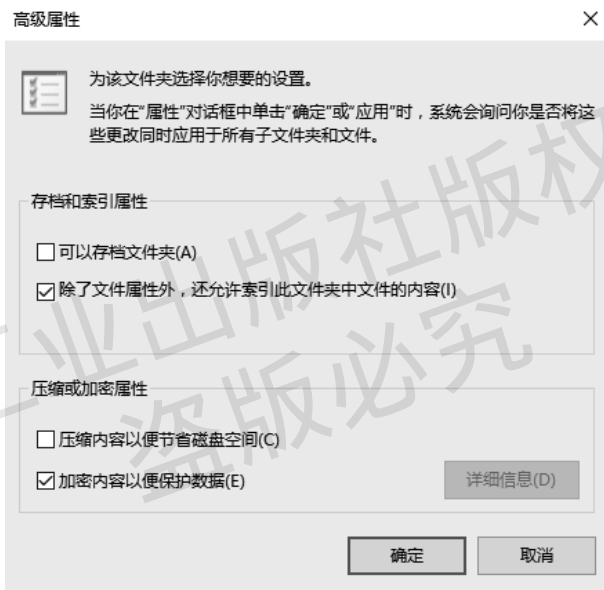 高级属性
为该文件夹选择你想要的设置。
当你在“属性”对话框中单击“确定”或“应用”时，系统会询问你是否将这
些更改同时应用于所有子文件夹和文件。
存档和索引属性
可以存档文件夹(A)
除了文件属性外，还允许索引此文件夹中文件的内容(I)
压缩或加密属性
压缩内容以便节省磁盘空间(C)
加密内容以便保护数据(E)
详细信息(D)
确定
取消
业出版社版权
盗版必究